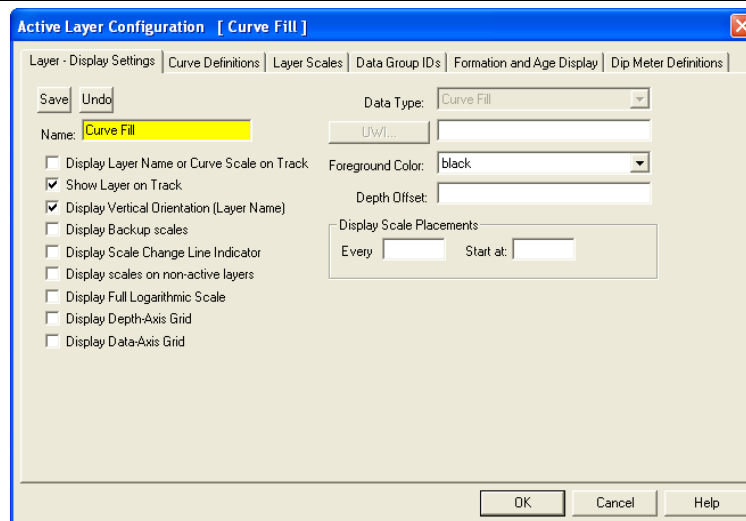 Active Layer Configuration [ Curve Fill ]
Layer - Display Settings Curve Definitions Layer Scales Data Group IDs Formation and Age Display Dip Meter Definitions
Save Undo
Name: Curve Fill
Display Layer Name or Curve Scale on Track
Show Layer on Track
Display Vertical Orientation (Layer Name)
Display Backup scales
Display Scale Change Line Indicator
Display scales on non-active layers
Display Full Logarithmic Scale
Display Depth-Axis Grid
Display Data-Axis Grid
Data Type: Curve Fill
UWI...
Foreground Color: black
Depth Offset:
Display Scale Placements
Every Start at:
OK Cancel Help